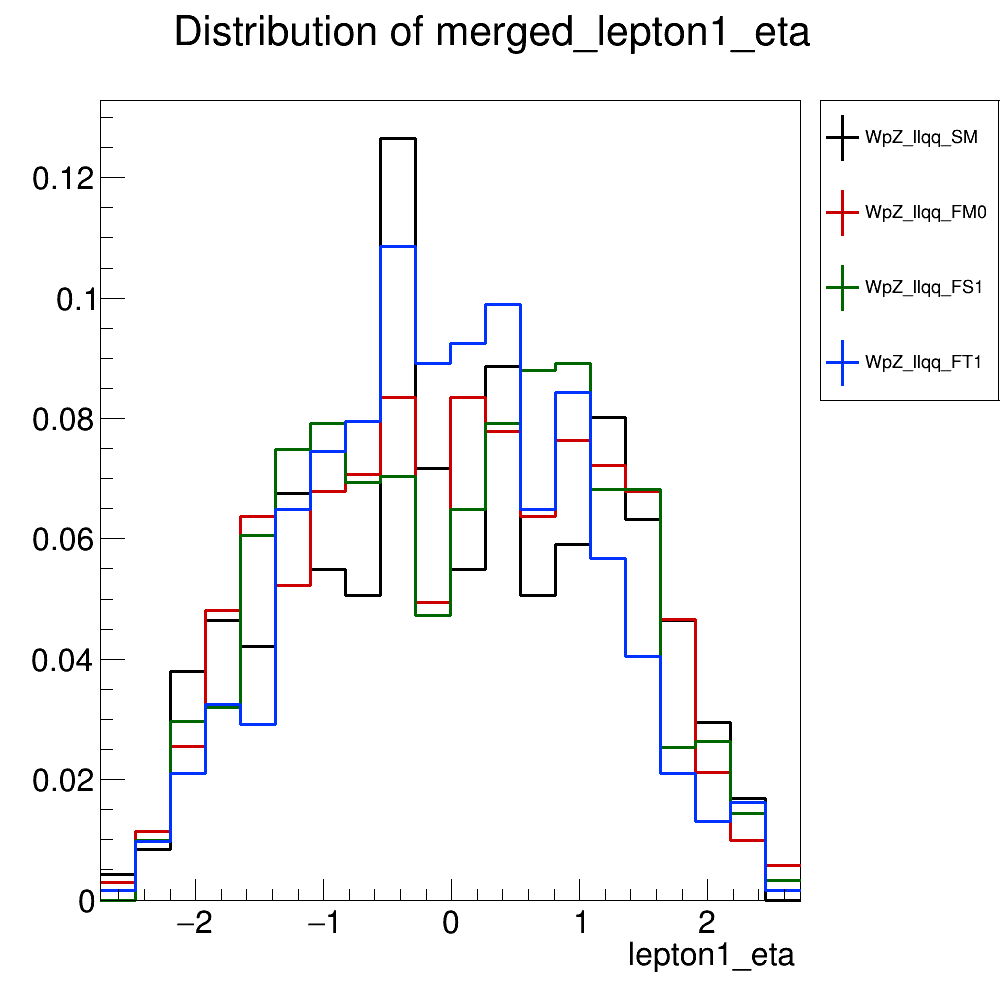 Distribution of merged_lepton1_eta
WpZ_llqq_SM
WpZ_llqq_FM0
WpZ_llqq_FS1
WpZ_llqq_FT1
0.12
0.1
0.08
0.06
0.04
0.02
0
−2 −1 0 1 2
lepton1_eta